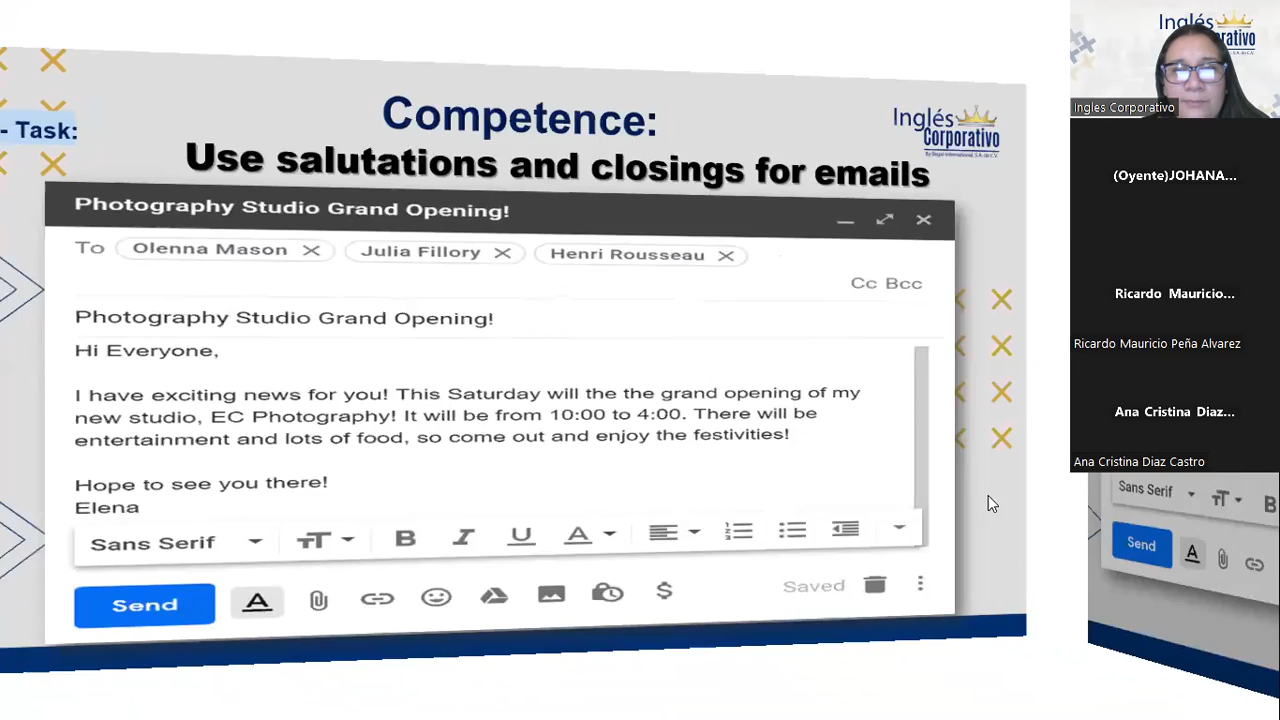 - Task:
Competence:
Use salutations and closings for emails
Inglés
Corporativo
Photography Studio Grand Opening!
To Olenna Mason Julia Fillory Henri Rousseau
Cc Bcc
Photography Studio Grand Opening!
Hi Everyone,
I have exciting news for you! This Saturday will the the grand opening of my
new studio, EC Photography! It will be from 10:00 to 4:00. There will be
entertainment and lots of food, so come out and enjoy the festivities!
Hope to see you there!
Elena
Sans Serif
Send
Saved
Inglés
Ingles Corporativo
(Oyente)JOHANA...
Ricardo Mauricio...
Ricardo Mauricio Peña Alvarez
Ana Cristina Diaz...
Ana Cristina Diaz Castro
Sans Serif
Send